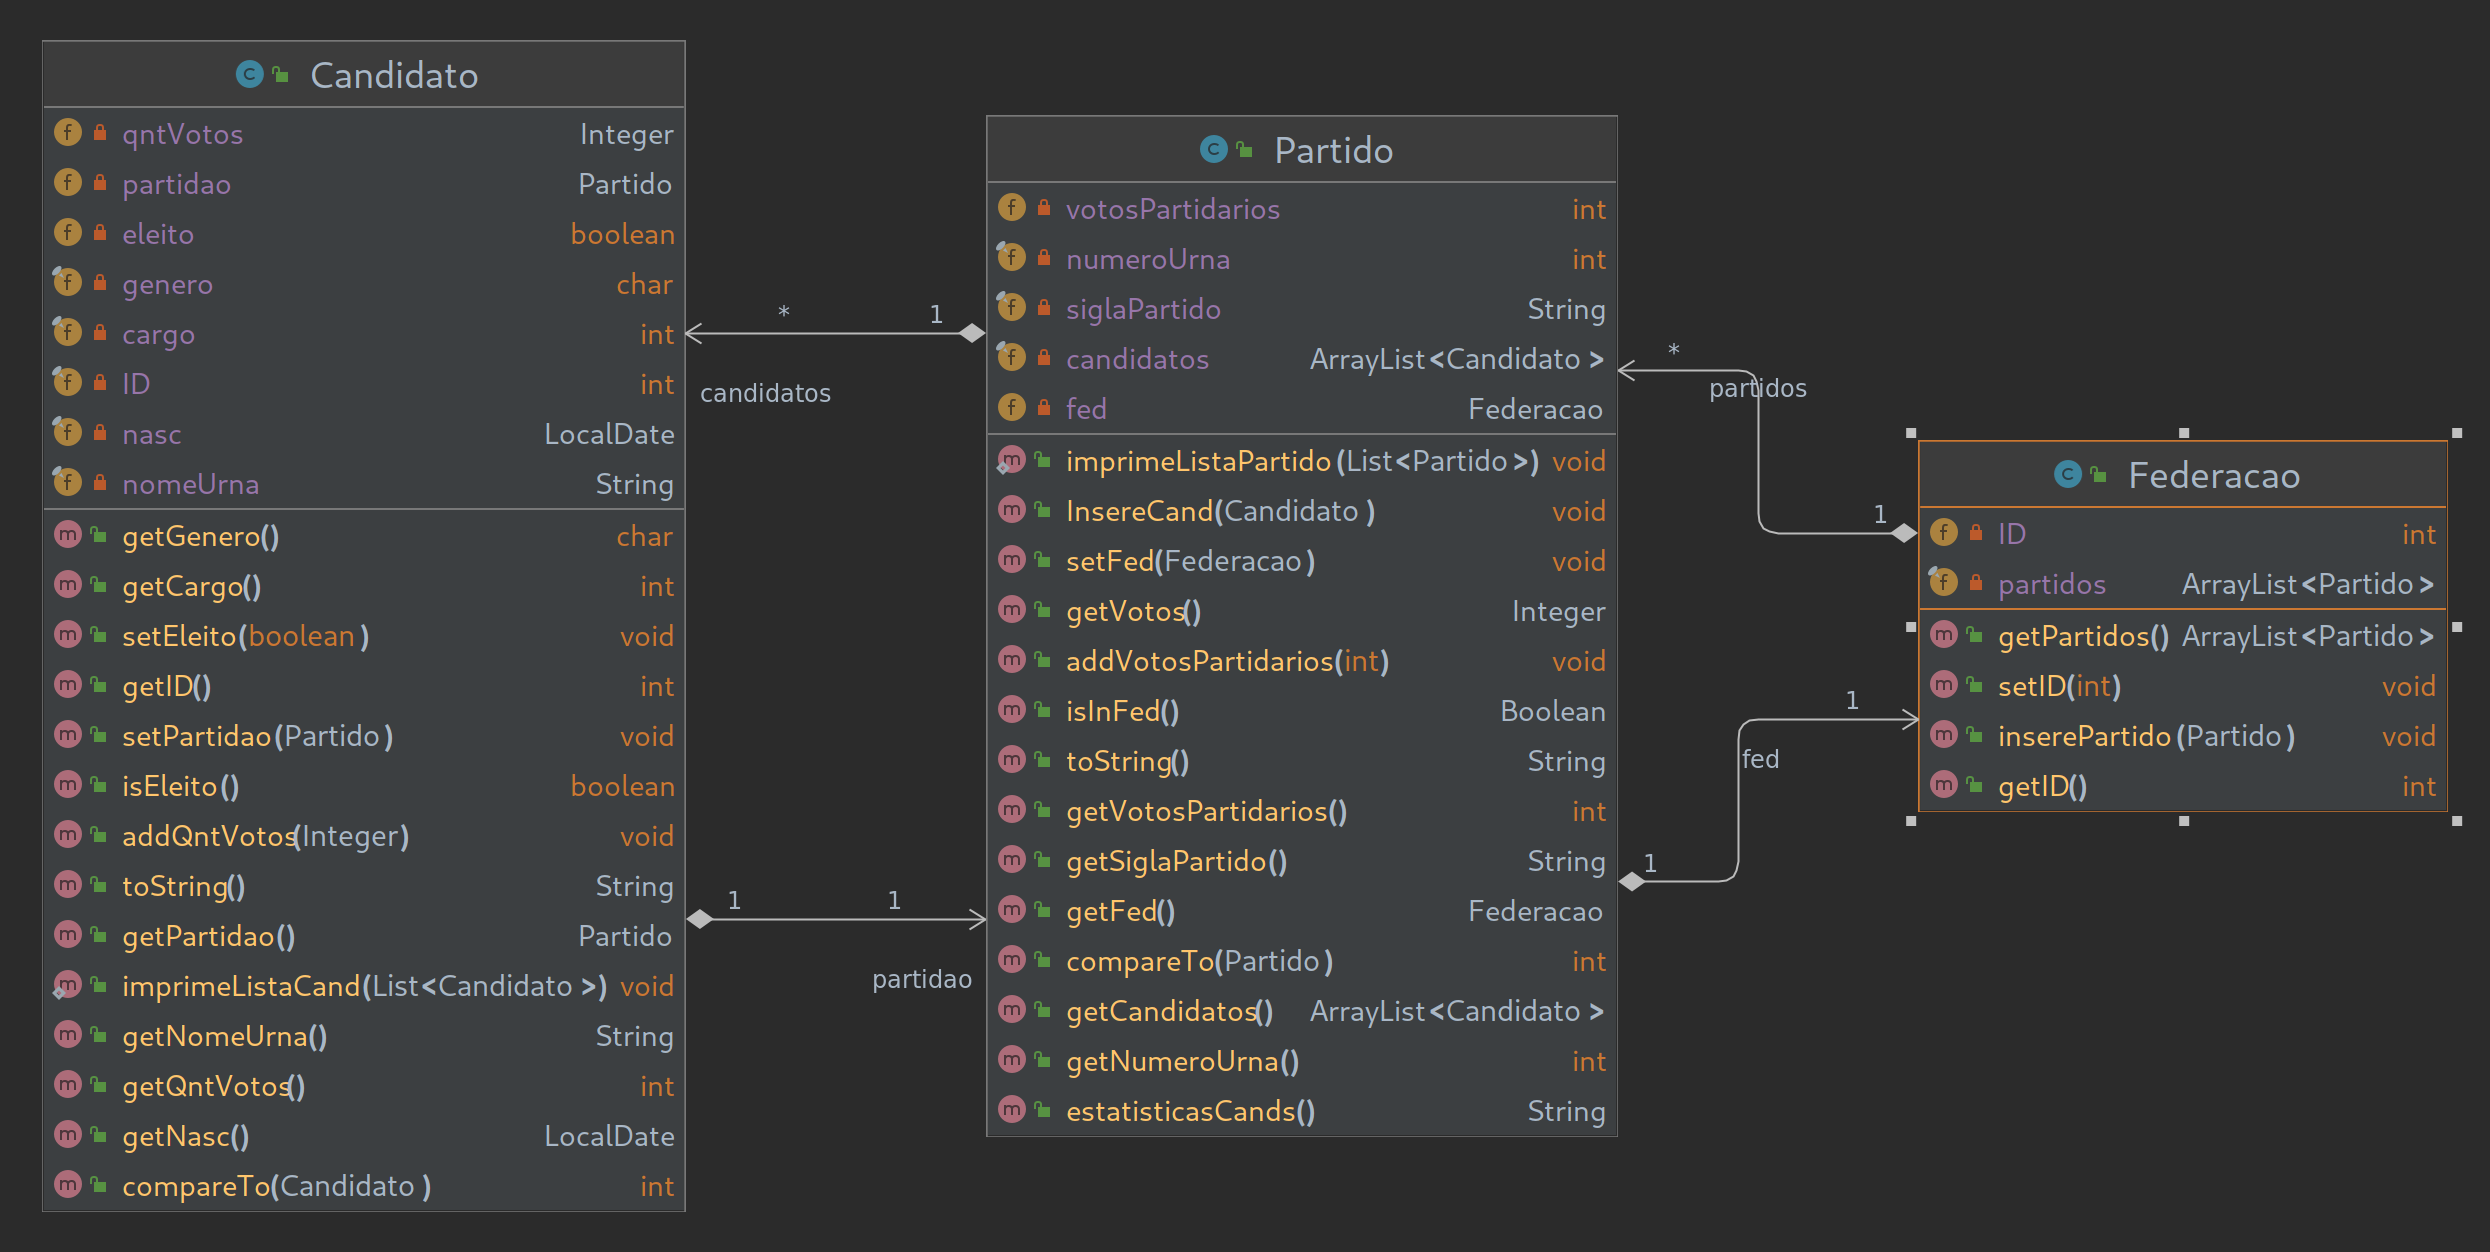 Candidato
qntVotos Integer
partidao Partido
eleito boolean
genero char
cargo int
ID int
nasc LocalDate
nomeUrna String
getGenero() char
getCargo() int
setEleito(boolean) void
getID() int
setPartidao(Partido) void
isEleito() boolean
addQntVotos(Integer) void
toString() String
getPartidao() Partido
imprimeListaCand(List<Candidato>) void
getNomeUrna() String
getQntVotos() int
getNasc() LocalDate
compareTo(Candidato) int
* 1
candidatos
1 1
partidao
Partido
votosPartidarios int
numeroUrna int
siglaPartido String
candidatos ArrayList<Candidato>
fed Federacao
imprimeListaPartido(List<Partido>) void
InsereCand(Candidato) void
setFed(Federacao) void
getVotos() Integer
addVotosPartidarios(int) void
isInFed() Boolean
toString() String
getVotosPartidarios() int
getSiglaPartido() String
getFed() Federacao
compareTo(Partido) int
getCandidatos() ArrayList<Candidato>
getNumeroUrna() int
estatisticasCands() String
*
partidos
1
1
fed
1
Federacao
ID int
partidos ArrayList<Partido>
getPartidos() ArrayList<Partido>
setID(int) void
inserePartido(Partido) void
getID() int